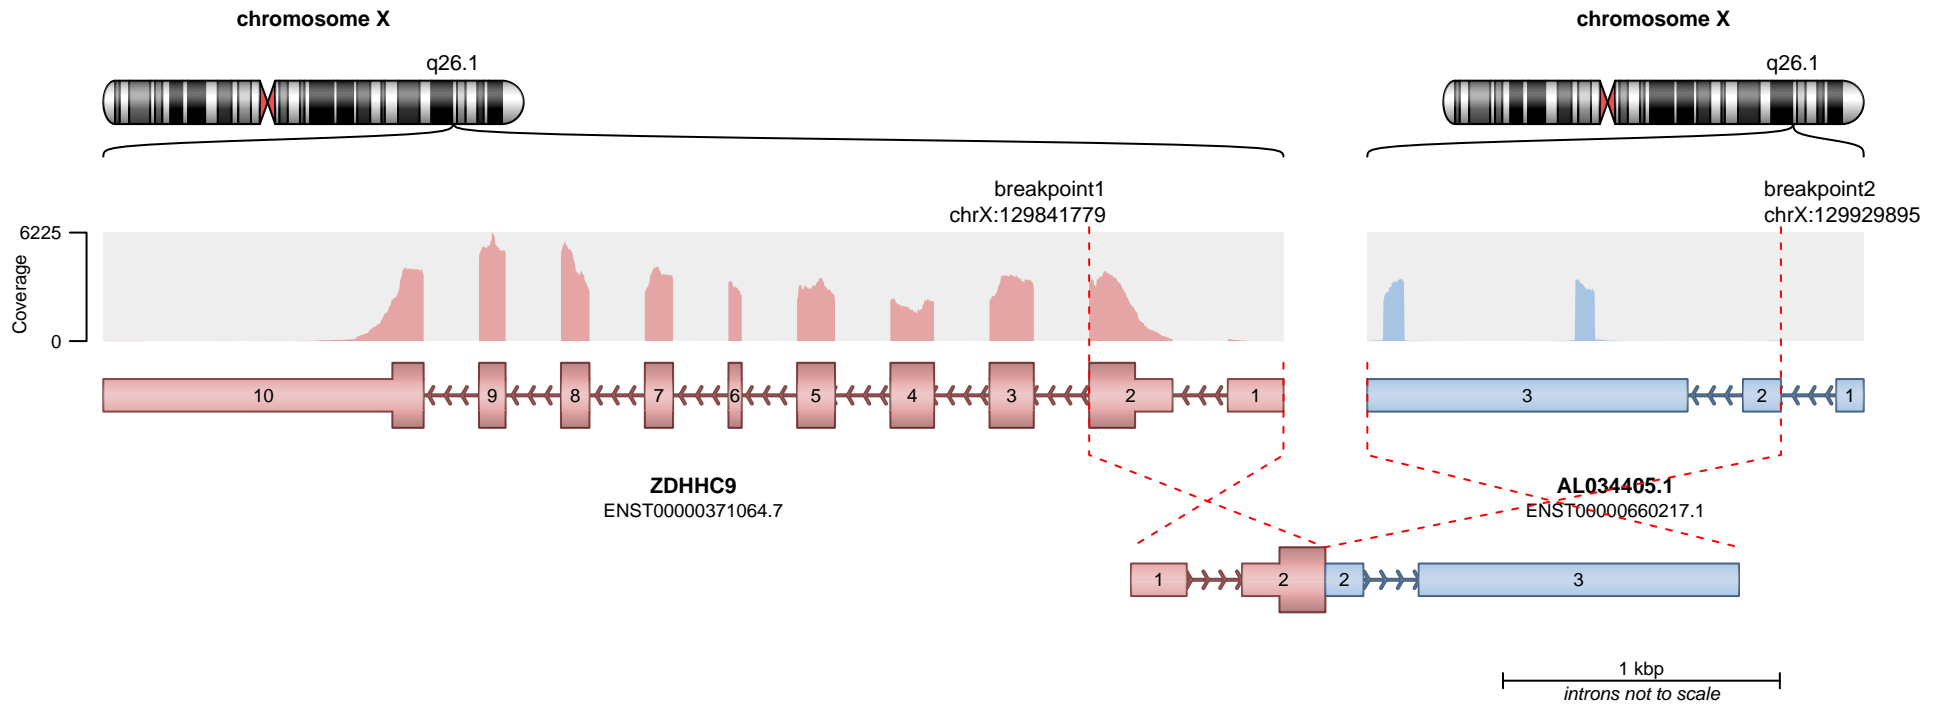 chromosome X
chromosome X
q26.1
q26.1
breakpoint1
chrX:129841779
breakpoint2
chrX:129929895
6225
Coverage
0
10 9 8 7 6 5 4 3 2 1
3 2 1
ZDHHC9
ENST00000371064.7
AL034405.1
ENST00000660217.1
1 2 2 3
1 kbp
introns not to scale